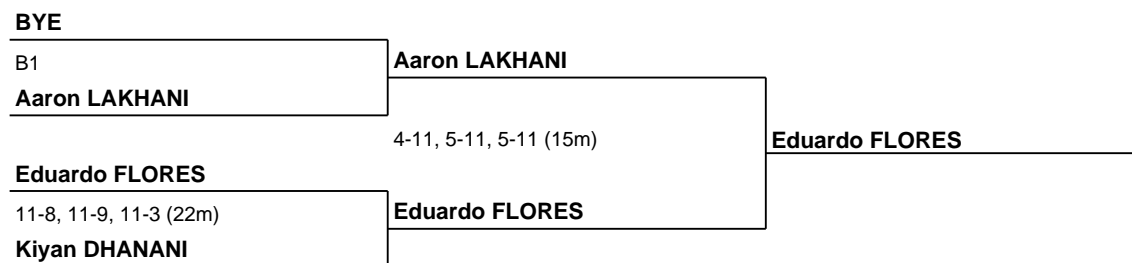 BYE
B1
Aaron LAKHANI
Aaron LAKHANI
4-11, 5-11, 5-11 (15m)
Eduardo FLORES
Eduardo FLORES
11-8, 11-9, 11-3 (22m)
Eduardo FLORES
Kiyan DHANANI